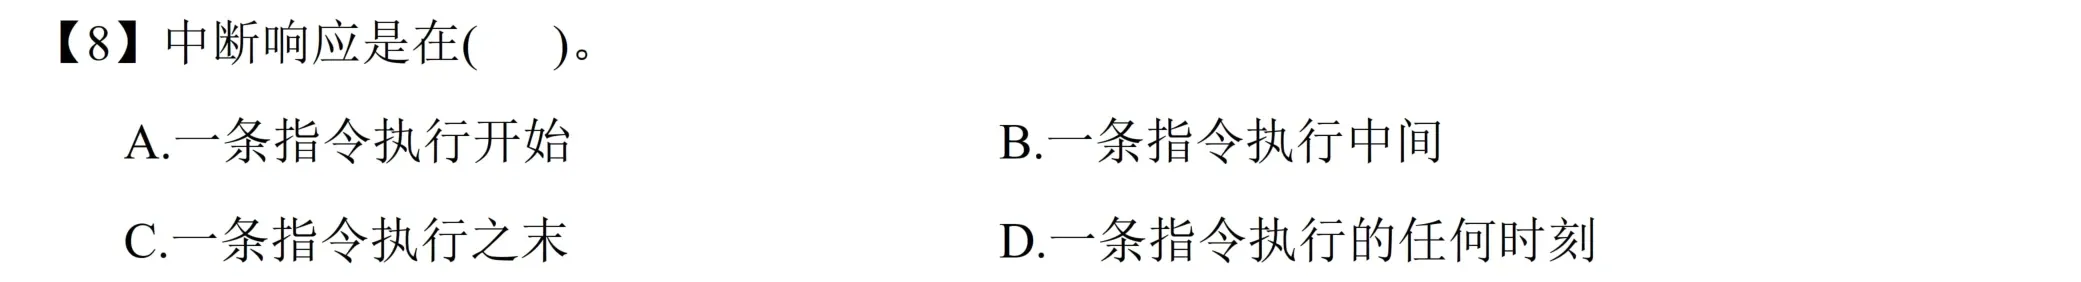 【8】中断响应是在(    )。
A.一条指令执行开始    B.一条指令执行中间
C.一条指令执行之末    D.一条指令执行的任何时刻